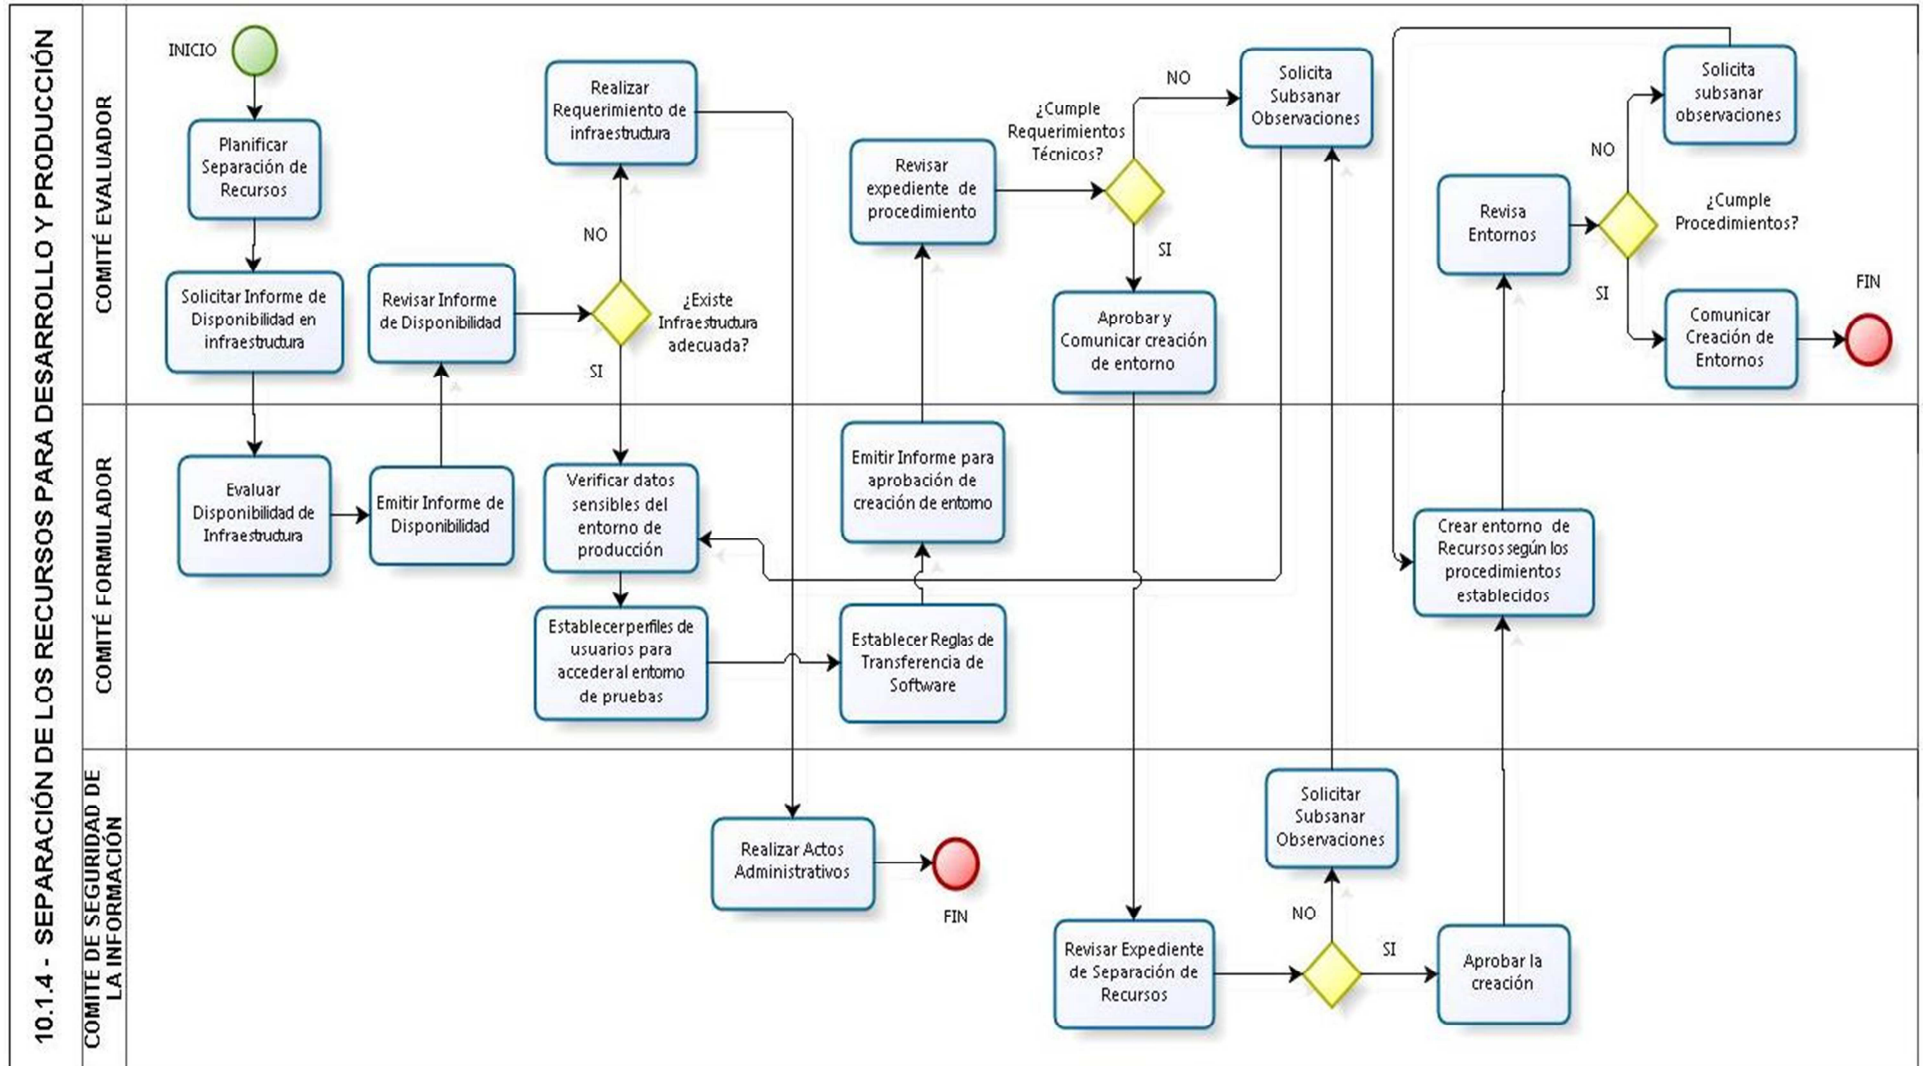 10.1.4 - SEPARACIÓN DE LOS RECURSOS PARA DESARROLLO Y PRODUCCIÓN
COMITÉ EVALUADOR
INICIO
Planificar
Separación de
Recursos
Solicitar Informe de
Disponibilidad en
infraestructura
Revisar Informe
de Disponibilidad
Realizar
Requerimiento de
infraestructura
NO
¿Existe
Infraestructura
adecuada?
SI
Revisar
expediente de
procedimiento
¿Cumple
Requerimientos
Técnicos?
NO
SI
Solicita
Subsanar
Observaciones
Aprobar y
Comunicar creación
de entorno
Revisa
Entornos
NO
¿Cumple
Procedimientos?
SI
Solicita
subsanar
observaciones
Comunicar
Creación de
Entornos
FIN
COMITÉ FORMULADOR
Evaluar
Disponibilidad de
Infraestructura
Emitir Informe de
Disponibilidad
Verificar datos
sensibles del
entorno de
producción
Establecer perfiles de
usuarios para
acceder al entorno
de pruebas
Emitir Informe para
aprobación de
creación de entorno
Establecer Reglas de
Transferencia de
Software
Crear entorno de
Recursos según los
procedimientos
establecidos
COMITE DE SEGURIDAD DE
LA INFORMACIÓN
Realizar Actos
Administrativos
FIN
Revisar Expediente
de Separación de
Recursos
Solicitar
Subsanar
Observaciones
NO
SI
Aprobar la
creación